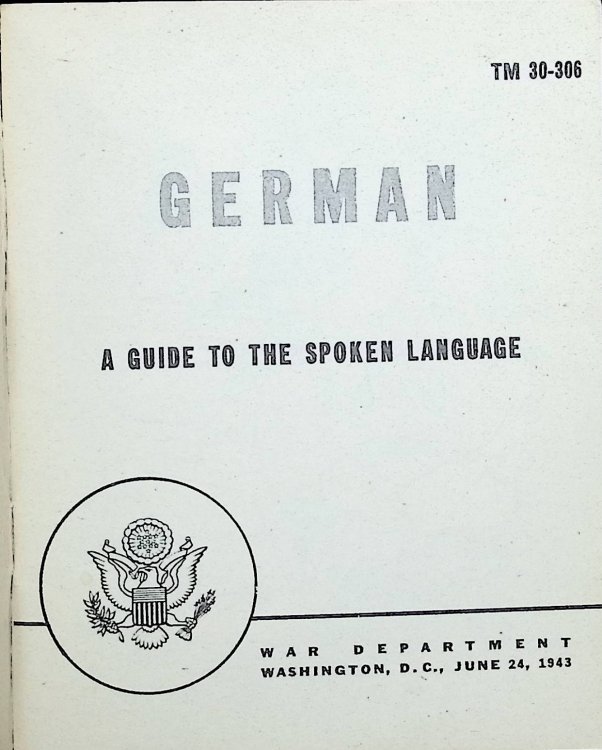 TM 30-306
GERMAN
A GUIDE TO THE SPOKEN LANGUAGE
WAR DEPARTMENT
WASHINGTON, D.C., JUNE 24, 1943